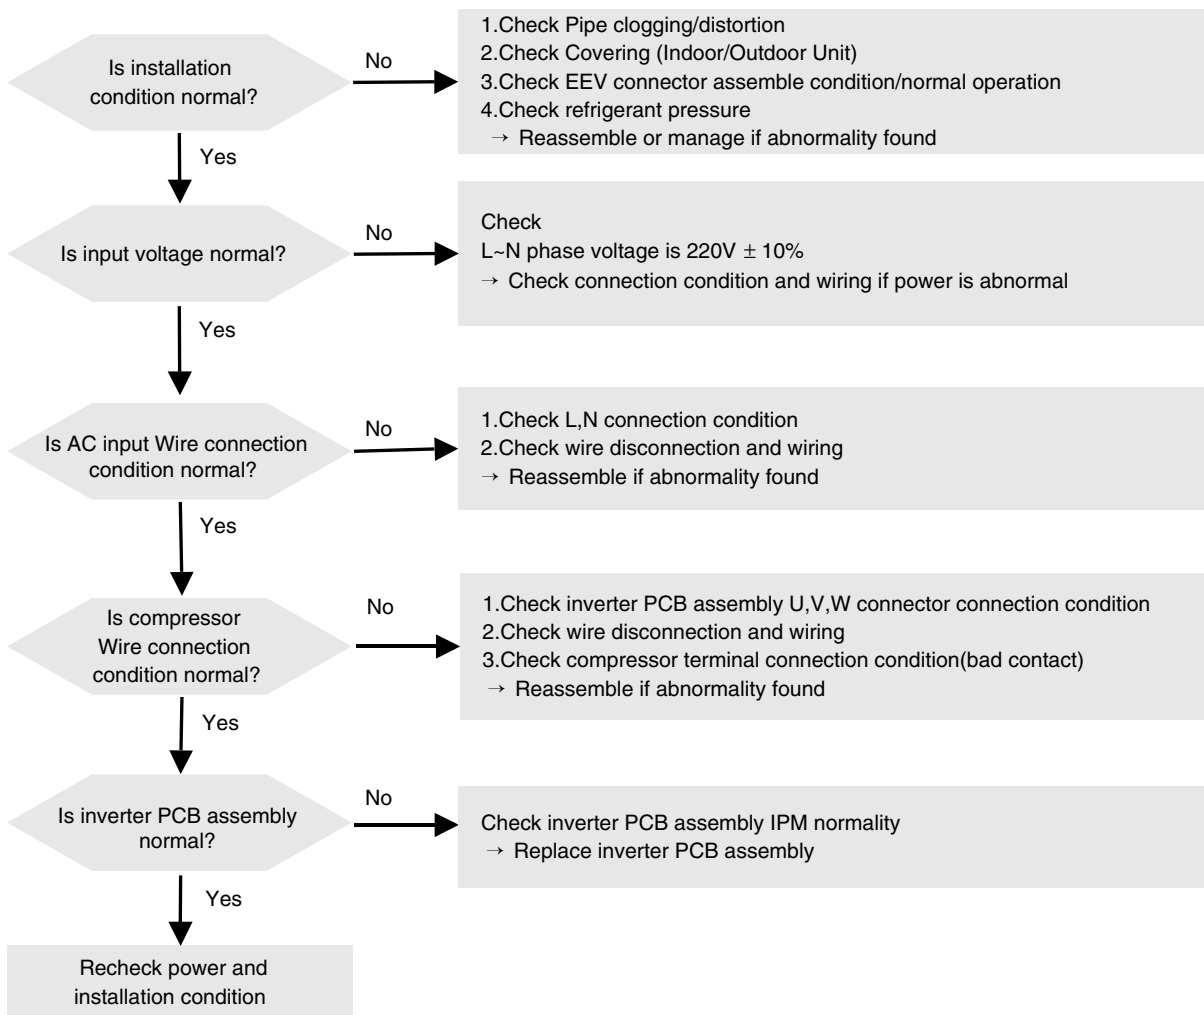 Is installation
condition normal?
No
1.Check Pipe clogging/distortion
2.Check Covering (Indoor/Outdoor Unit)
3.Check EEV connector assemble condition/normal operation
4.Check refrigerant pressure
→ Reassemble or manage if abnormality found
Yes
Is input voltage normal?
No
Check
L~N phase voltage is 220V ± 10%
→ Check connection condition and wiring if power is abnormal
Yes
Is AC input Wire connection
condition normal?
No
1.Check L,N connection condition
2.Check wire disconnection and wiring
→ Reassemble if abnormality found
Yes
Is compressor
Wire connection
condition normal?
No
1.Check inverter PCB assembly U,V,W connector connection condition
2.Check wire disconnection and wiring
3.Check compressor terminal connection condition(bad contact)
→ Reassemble if abnormality found
Yes
Is inverter PCB assembly
normal?
No
Check inverter PCB assembly IPM normality
→ Replace inverter PCB assembly
Yes
Recheck power and
installation condition